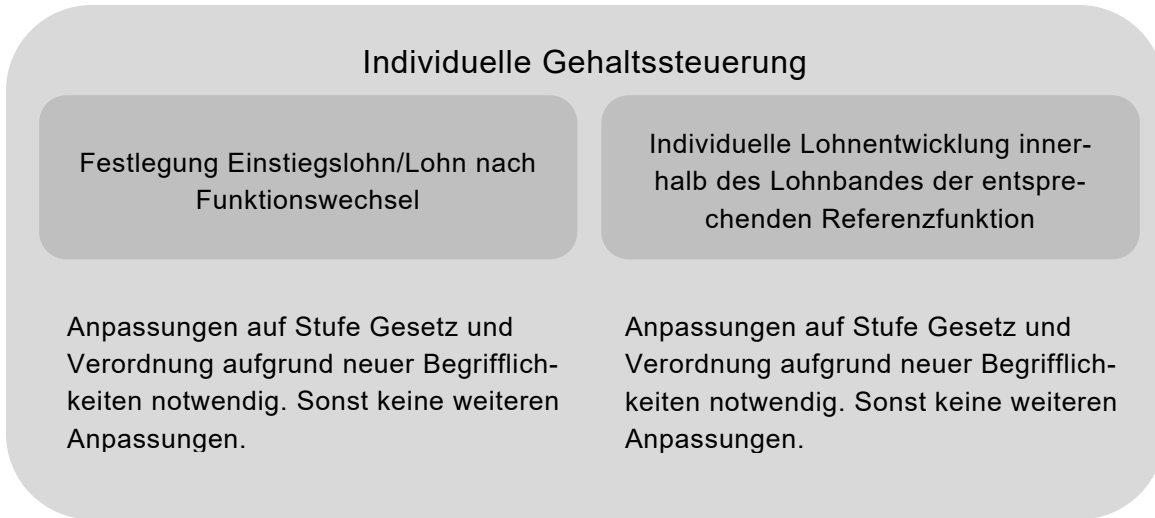 Individuelle Gehaltssteuerung
Festlegung Einstiegslohn/Lohn nach
Funktionswechsel
Individuelle Lohnentwicklung inner-
halb des Lohnbandes der entspre-
chenden Referenzfunktion
Anpassungen auf Stufe Gesetz und
Verordnung aufgrund neuer Begrifflich-
keiten notwendig. Sonst keine weiteren
Anpassungen.
Anpassungen auf Stufe Gesetz und
Verordnung aufgrund neuer Begrifflich-
keiten notwendig. Sonst keine weiteren
Anpassungen.